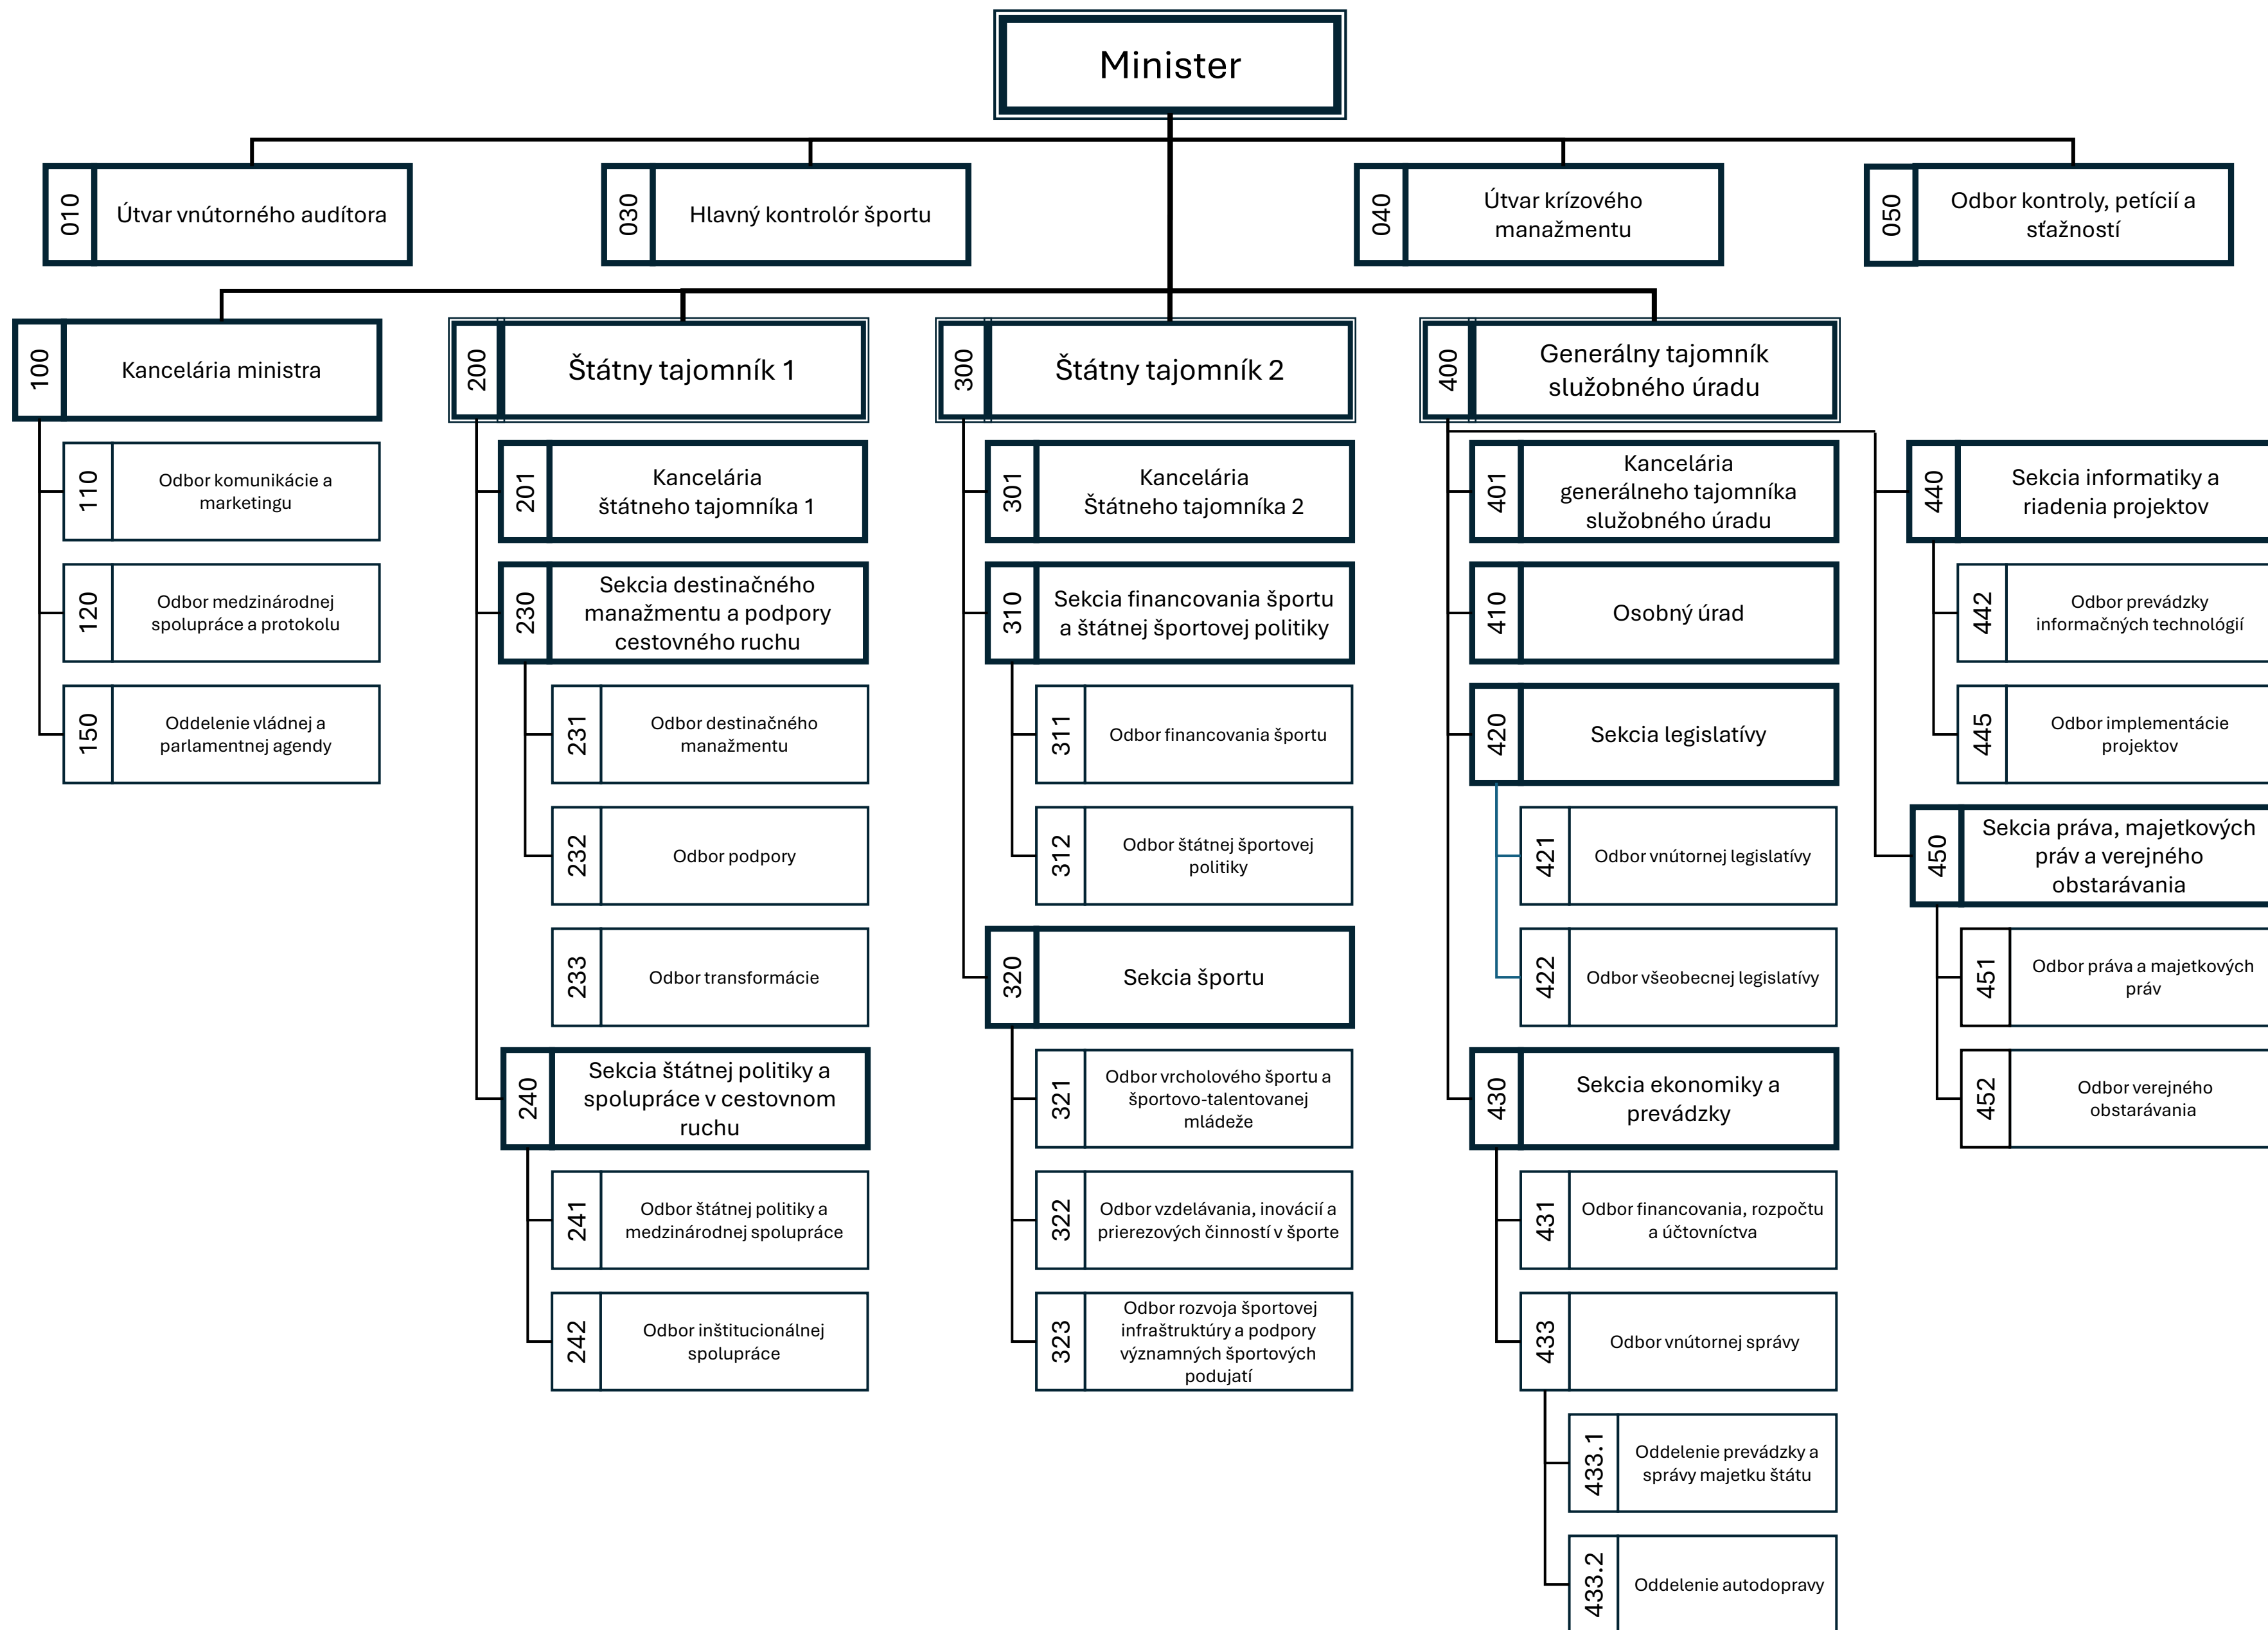 Minister
010
Útvar vnútorného audítora
030
Hlavný kontrolór športu
040
Útvar krízového
manažmentu
050
Odbor kontroly, petícií a
sťažností
100
Kancelária ministra
110
Odbor komunikácie a
marketingu
120
Odbor medzinárodnej
spolupráce a protokolu
150
Oddelenie vládnej a
parlamentnej agendy
200
Štátny tajomník 1
201
Kancelária
štátneho tajomníka 1
230
Sekcia destinačného
manažmentu a podpory
cestovného ruchu
231
Odbor destinačného
manažmentu
232
Odbor podpory
233
Odbor transformácie
240
Sekcia štátnej politiky a
spolupráce v cestovnom
ruchu
241
Odbor štátnej politiky a
medzinárodnej spolupráce
242
Odbor inštitucionálnej
spolupráce
300
Štátny tajomník 2
301
Kancelária
Štátneho tajomníka 2
310
Sekcia financovania športu
a štátnej športovej politiky
311
Odbor financovania športu
312
Odbor štátnej športovej
politiky
320
Sekcia športu
321
Odbor vrcholového športu a
športovo-talentovanej
mládeže
322
Odbor vzdelávania, inovácií a
prierezových činností v športe
323
Odbor rozvoja športovej
infraštruktúry a podpory
významných športových
podujatí
400
Generálny tajomník
služobného úradu
401
Kancelária
generálneho tajomníka
služobného úradu
410
Osobný úrad
420
Sekcia legislatívy
421
Odbor vnútornej legislatívy
422
Odbor všeobecnej legislatívy
430
Sekcia ekonomiky a
prevádzky
431
Odbor financovania, rozpočtu
a účtovníctva
433
Odbor vnútornej správy
433.1
Oddelenie prevádzky a
správy majetku štátu
433.2
Oddelenie autodopravy
440
Sekcia informatiky a
riadenia projektov
442
Odbor prevádzky
informačných technológií
445
Odbor implementácie
projektov
450
Sekcia práva, majetkových
práv a verejného
obstarávania
451
Odbor práva a majetkových
práv
452
Odbor verejného
obstarávania